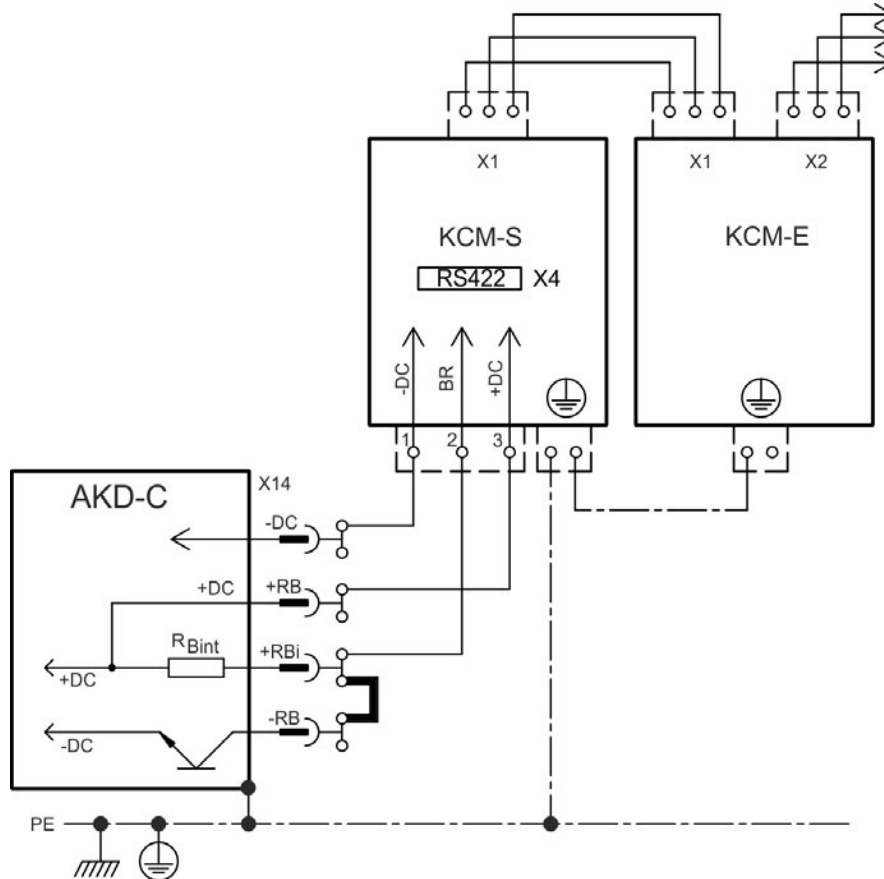 X1
X1
X2
KCM-S
KCM-E
RS422
X4
-DC
BR
+DC
1
2
3
X14
AKD-C
-DC
+DC
+RB
RBint
+RBi
+DC
-RB
-DC
PE